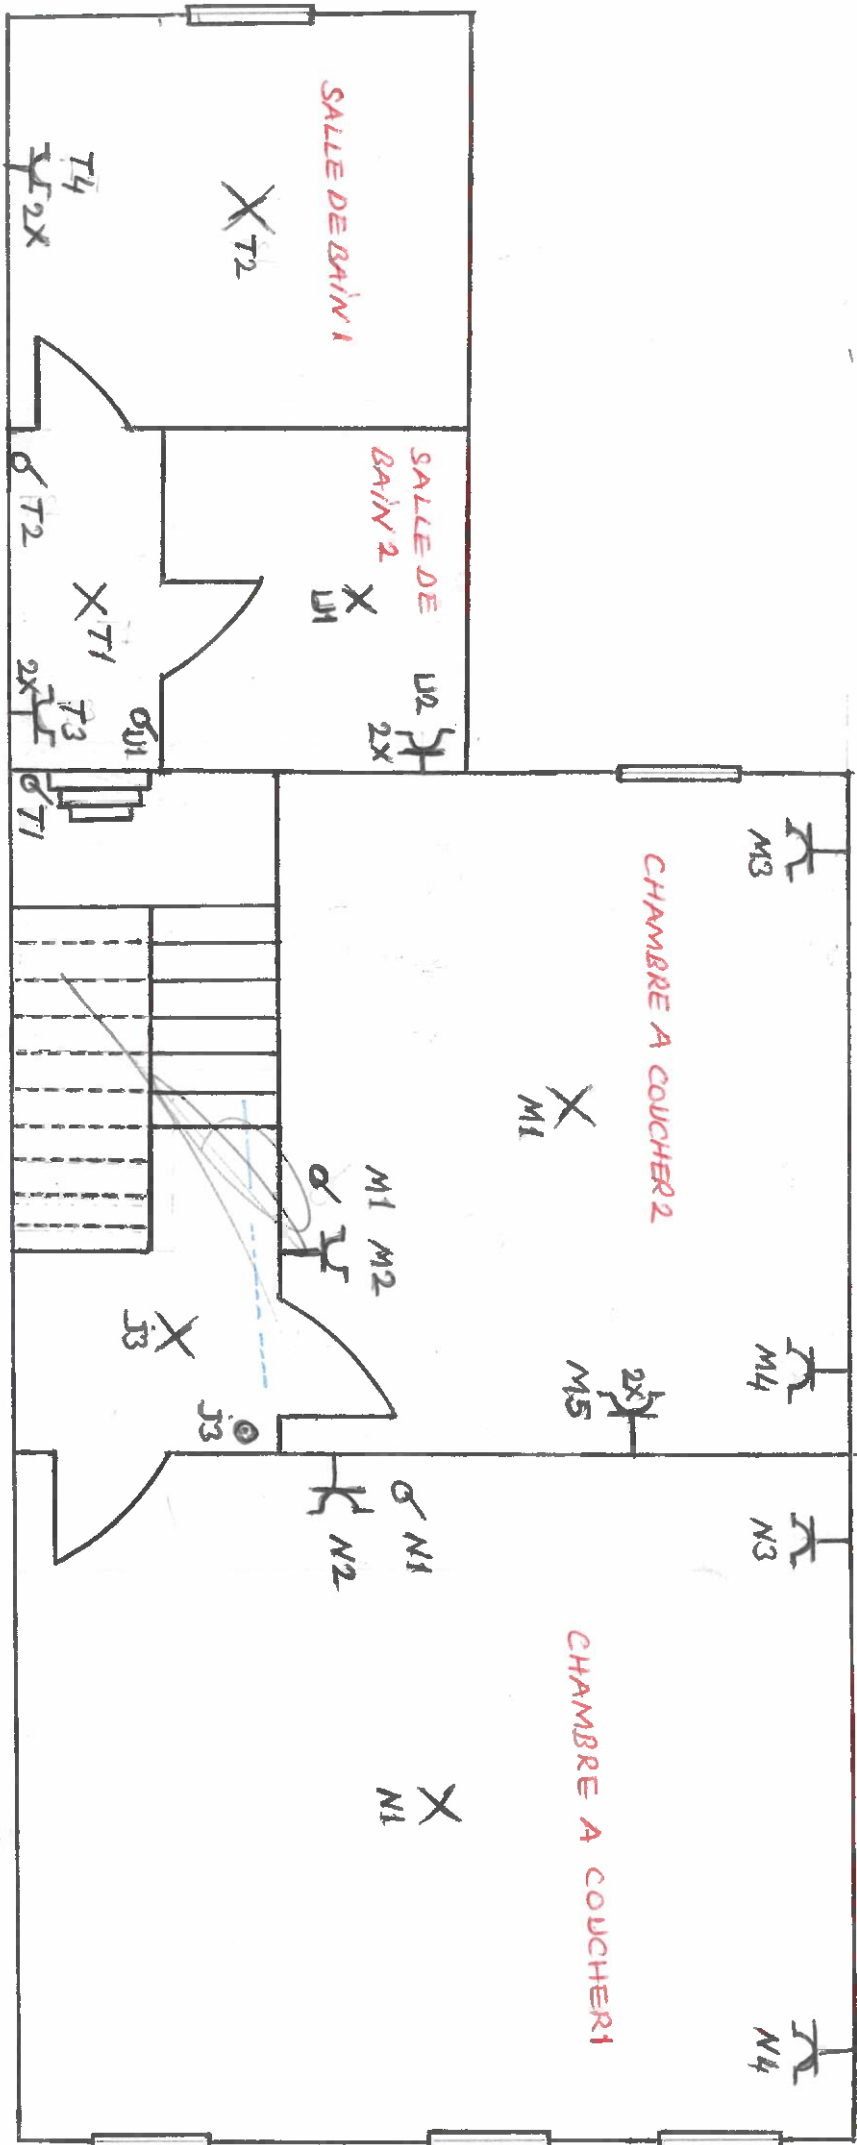 SALLE DE BAIN 1
T4
2X
T2
SALLE DE
BAIN 2
T2
T1
U1
U2
2X
T3
2X
U1
T1
CHAMBRE A COUCHER 2
M3
M1
M1
M2
M4
M5
2X
J3
J3
CHAMBRE A COUCHER 1
N1
N2
N3
N1
N4